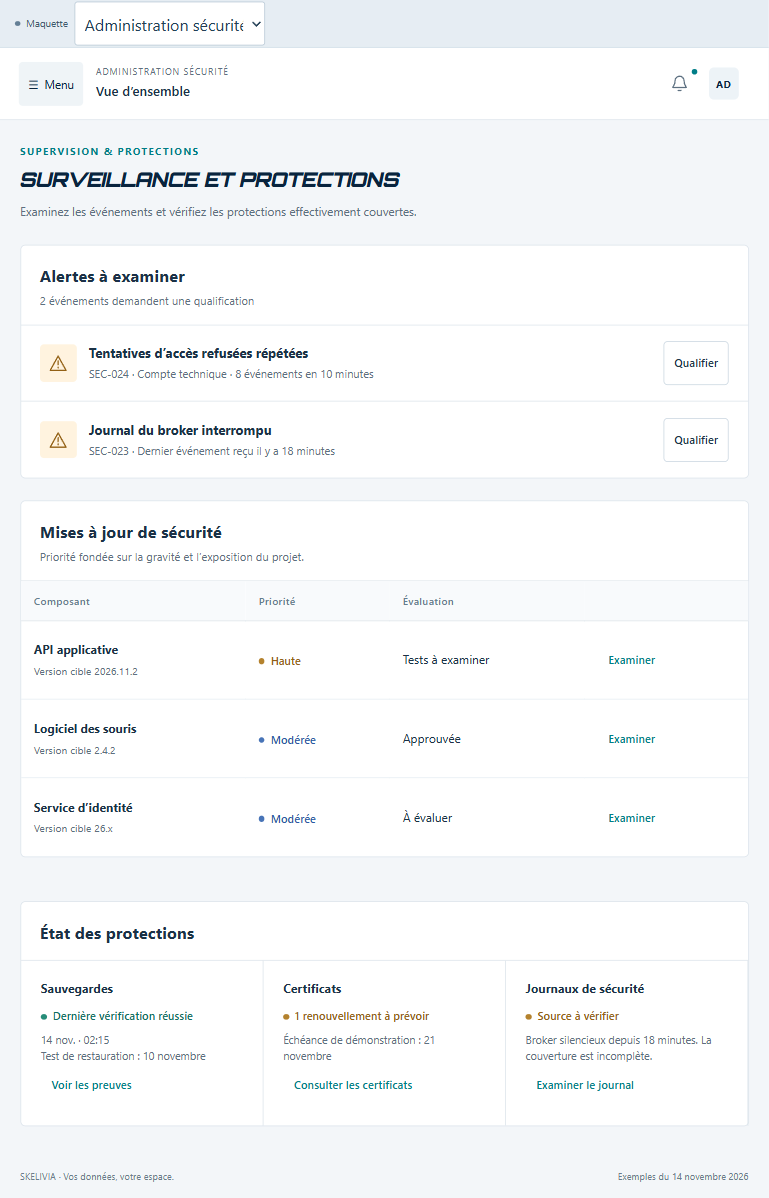 Maquette
Administration sécurité
☰ Menu
ADMINISTRATION SÉCURITÉ
Vue d’ensemble
AD
SUPERVISION & PROTECTIONS
SURVEILLANCE ET PROTECTIONS
Examinez les événements et vérifiez les protections effectivement couvertes.
Alertes à examiner
2 événements demandent une qualification
Tentatives d’accès refusées répétées
SEC-024 · Compte technique · 8 événements en 10 minutes
Qualifier
Journal du broker interrompu
SEC-023 · Dernier événement reçu il y a 18 minutes
Qualifier
Mises à jour de sécurité
Priorité fondée sur la gravité et l’exposition du projet.
Composant Priorité Évaluation
API applicative
Version cible 2026.11.2
Haute
Tests à examiner
Examiner
Logiciel des souris
Version cible 2.4.2
Modérée
Approuvée
Examiner
Service d’identité
Version cible 26.x
Modérée
À évaluer
Examiner
État des protections
Sauvegardes
Dernière vérification réussie
14 nov. · 02:15
Test de restauration : 10 novembre
Voir les preuves
Certificats
1 renouvellement à prévoir
Échéance de démonstration : 21
novembre
Consulter les certificats
Journaux de sécurité
Source à vérifier
Broker silencieux depuis 18 minutes. La
couverture est incomplète.
Examiner le journal
SKELIVIA · Vos données, votre espace.
Exemples du 14 novembre 2026